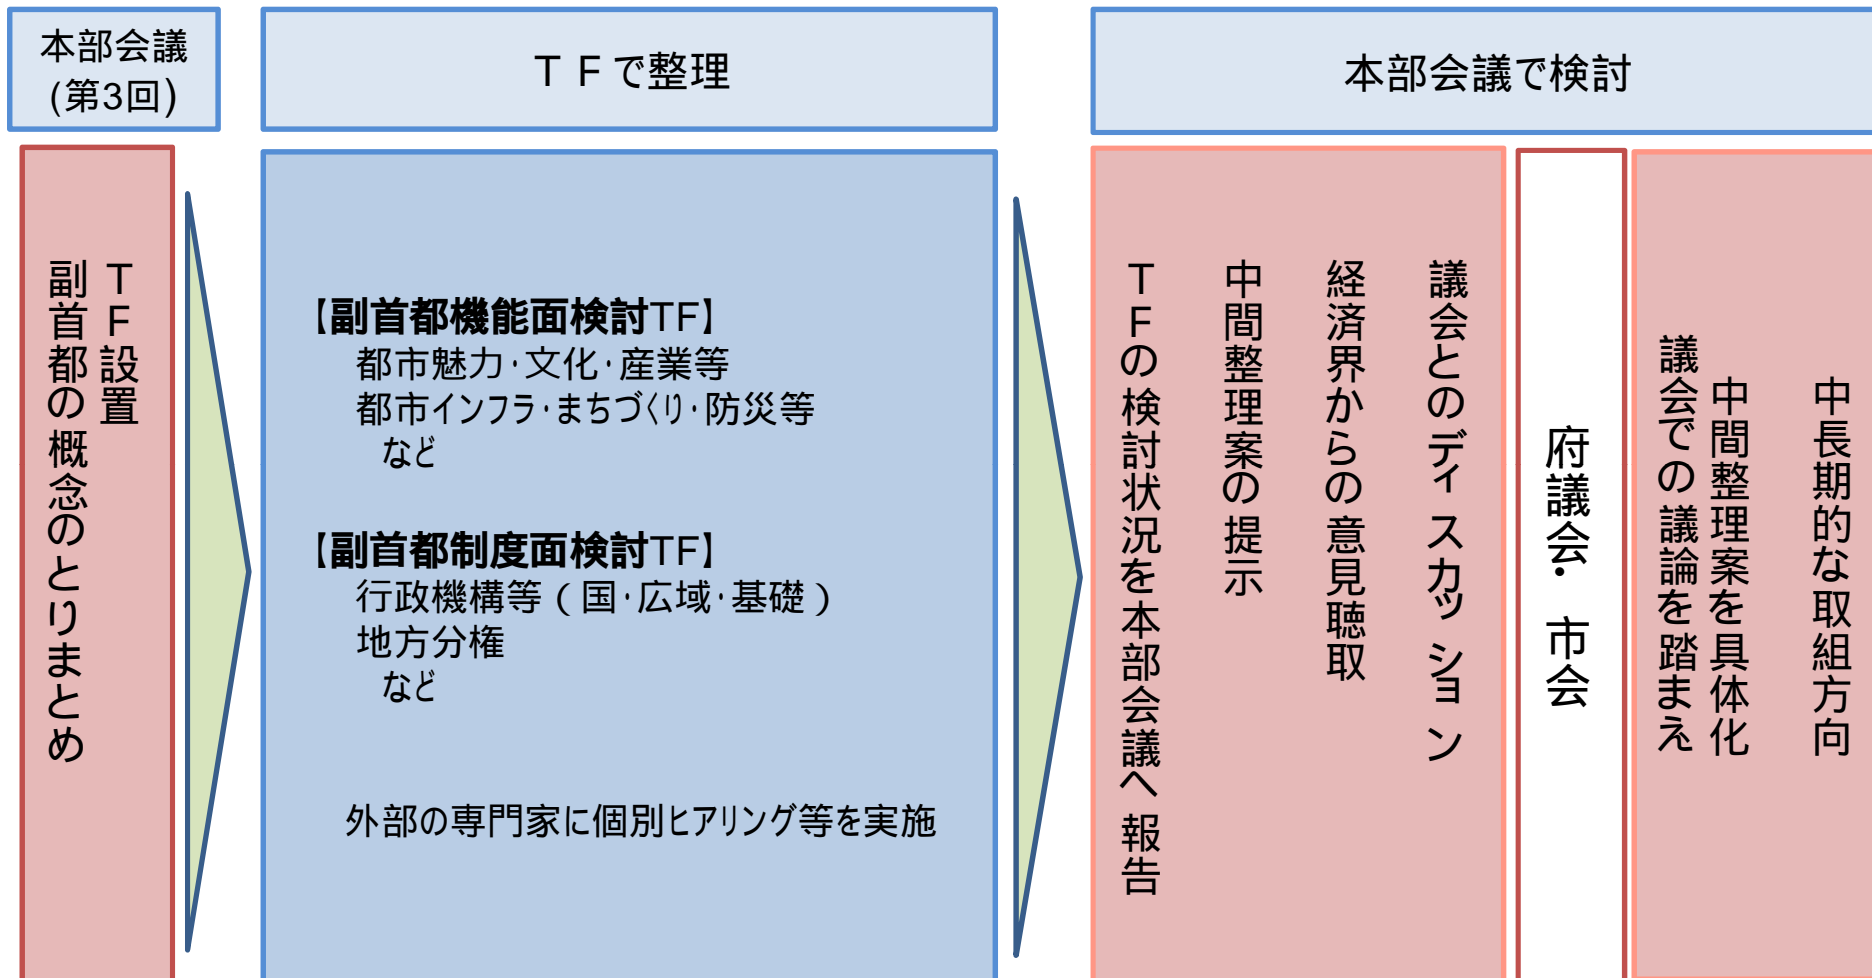 本部会議
(第3回)
ＴＦで整理
本部会議で検討
ＴＦ設置
副首都の概念のとりまとめ
【副首都機能面検討TF】
都市魅力・文化・産業等
都市インフラ・まちづくり・防災等
など
【副首都制度面検討TF】
行政機構等（国・広域・基礎）
地方分権
など
外部の専門家に個別ヒアリング等を実施
ＴＦの検討状況を本部会議へ報告
中間整理案の提示
経済界からの意見聴取
議会とのディスカッション
府議会・市会
議会での議論を踏まえ
中間整理案を具体化
中長期的な取組方向